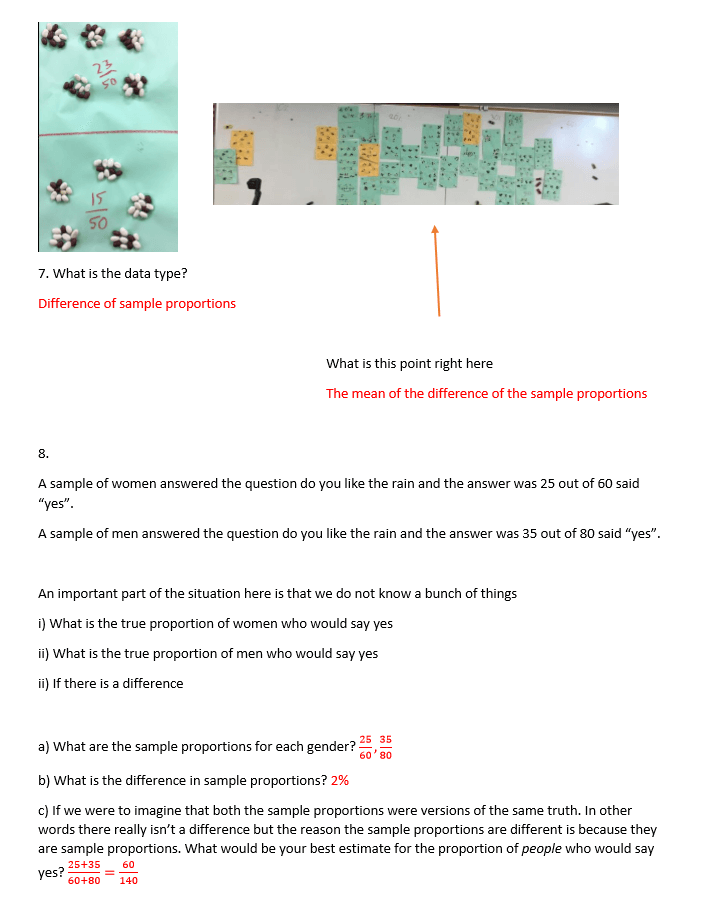 23
50
15
50
7. What is the data type?
Difference of sample proportions
What is this point right here
The mean of the difference of the sample proportions
8.
A sample of women answered the question do you like the rain and the answer was 25 out of 60 said
“yes”.
A sample of men answered the question do you like the rain and the answer was 35 out of 80 said “yes”.
An important part of the situation here is that we do not know a bunch of things
i) What is the true proportion of women who would say yes
ii) What is the true proportion of men who would say yes
ii) If there is a difference
a) What are the sample proportions for each gender? 25/60, 35/80
b) What is the difference in sample proportions? 2%
c) If we were to imagine that both the sample proportions were versions of the same truth. In other
words there really isn’t a difference but the reason the sample proportions are different is because they
are sample proportions. What would be your best estimate for the proportion of people who would say
yes? 25+35/60+80 = 60/140